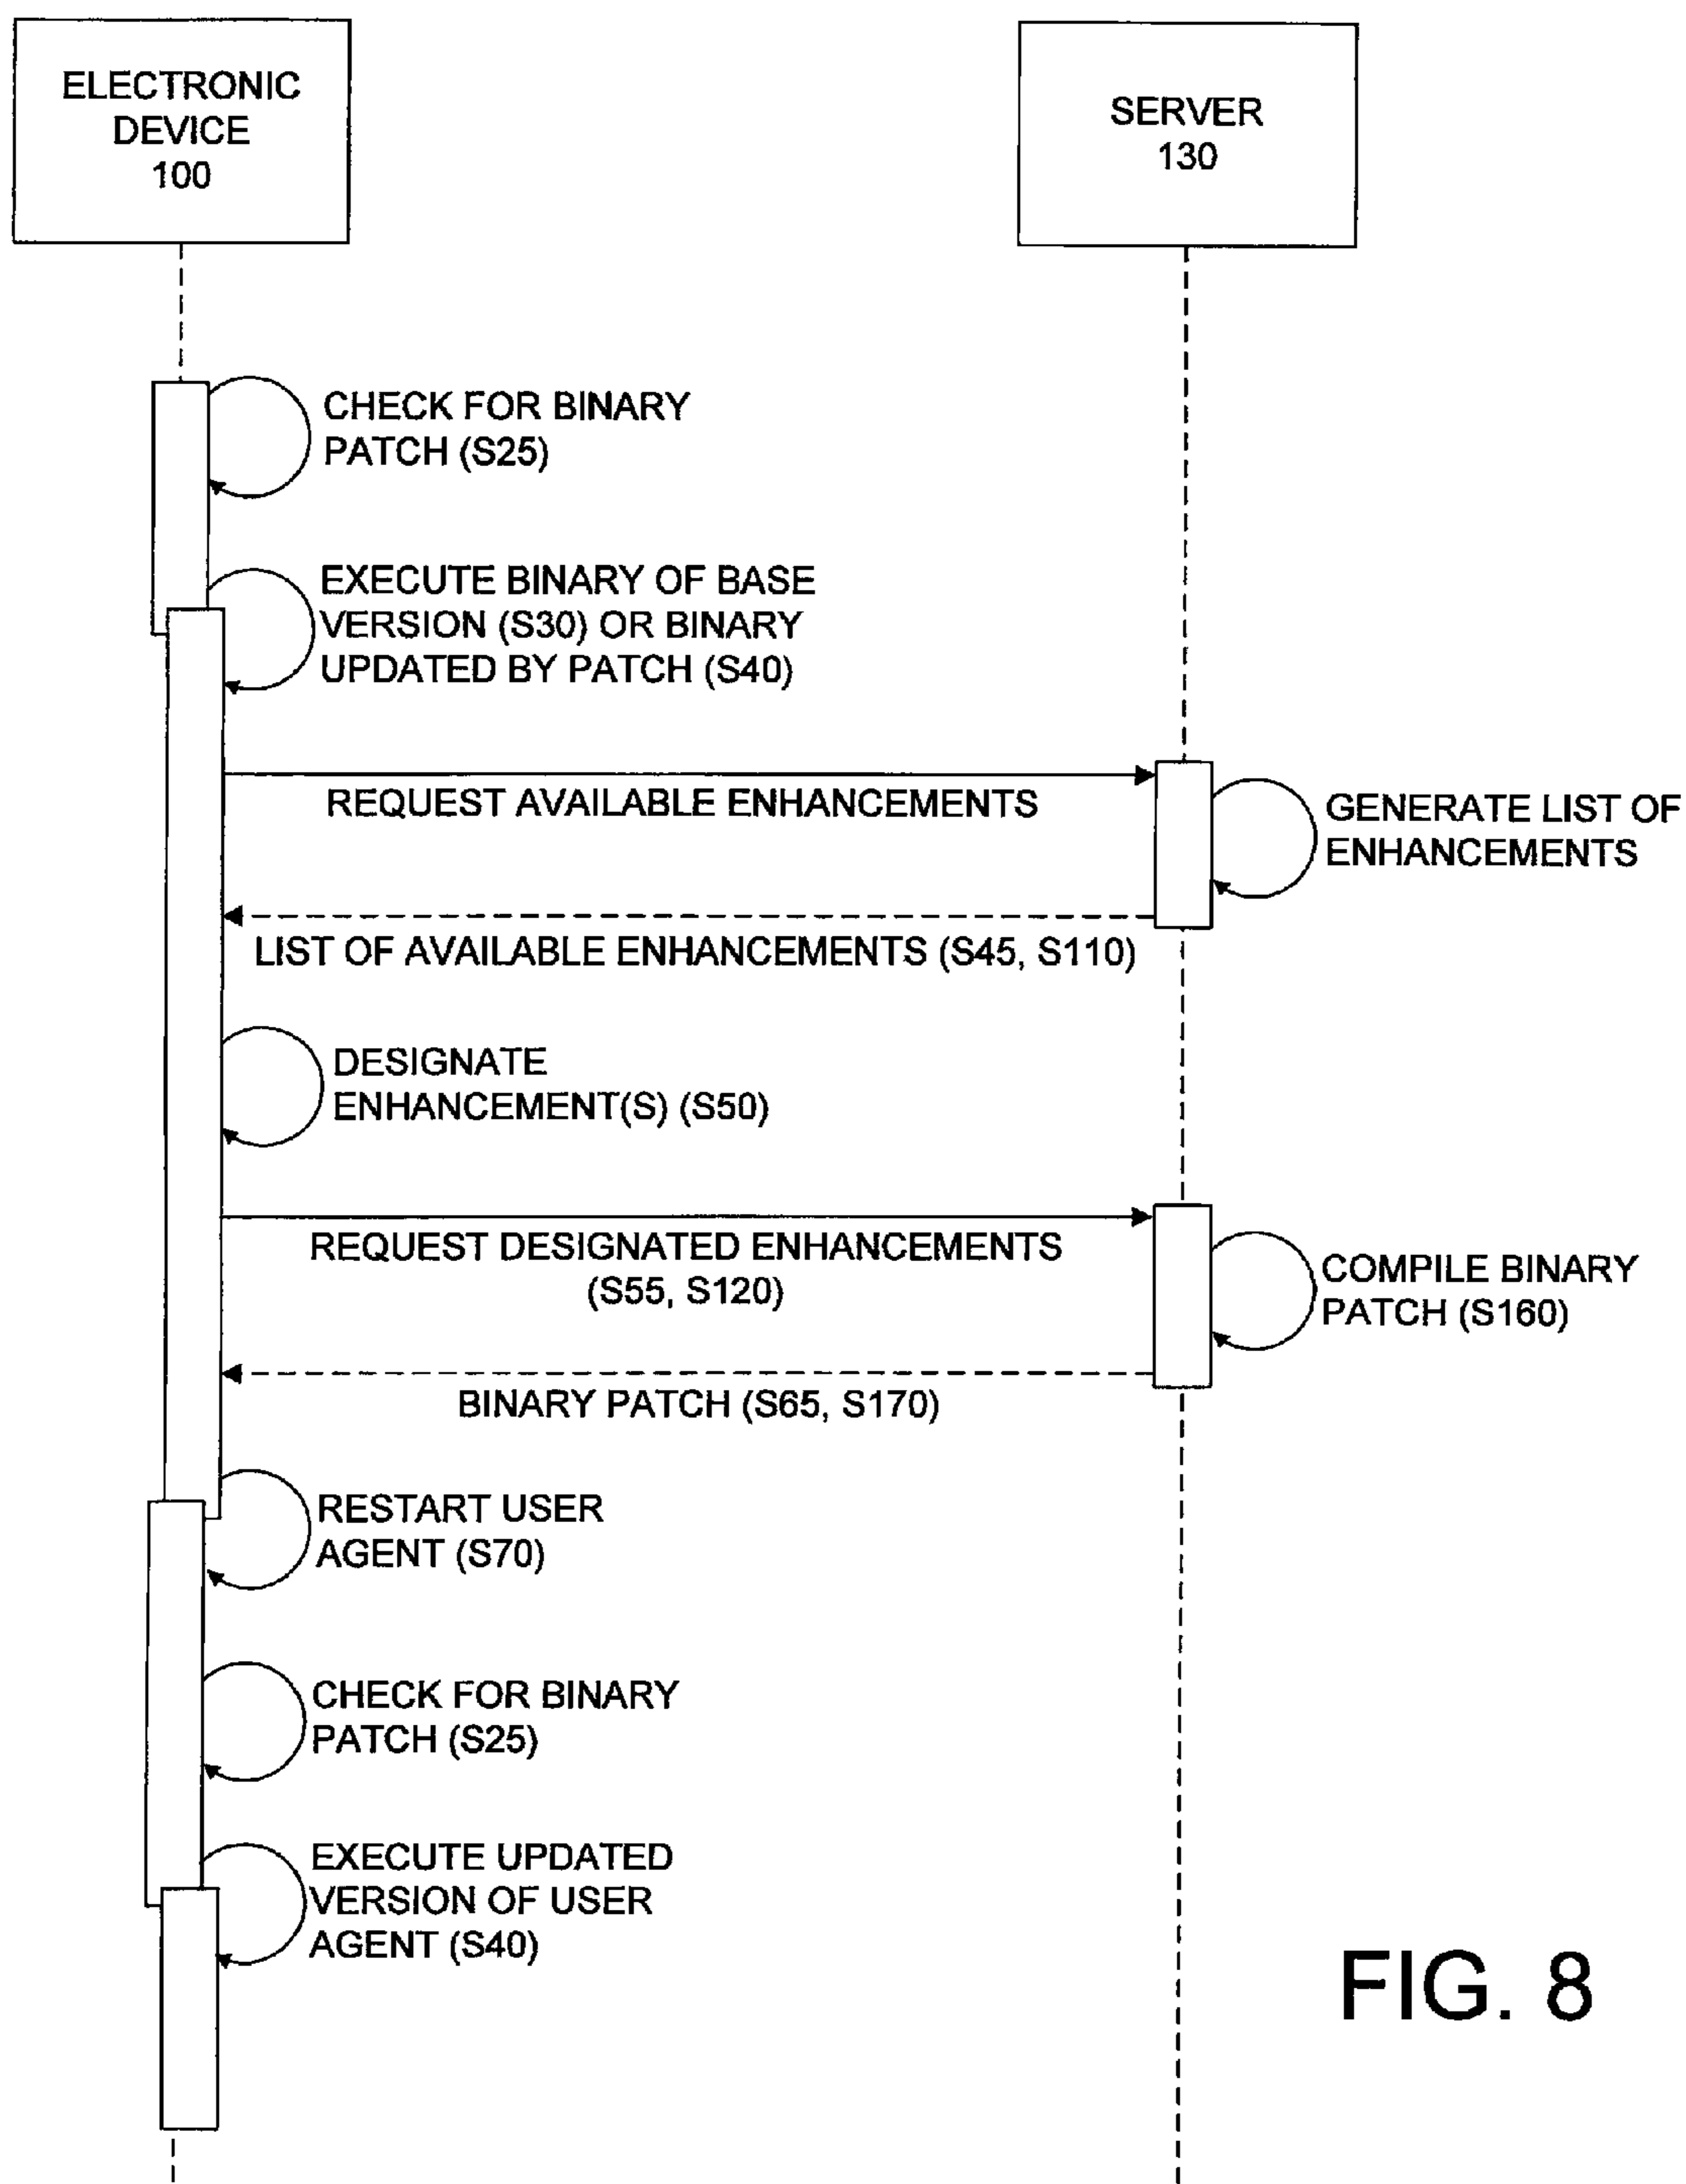 ELECTRONIC
DEVICE
100
SERVER
130
CHECK FOR BINARY
PATCH (S25)
EXECUTE BINARY OF BASE
VERSION (S30) OR BINARY
UPDATED BY PATCH (S40)
REQUEST AVAILABLE ENHANCEMENTS
GENERATE LIST OF
ENHANCEMENTS
LIST OF AVAILABLE ENHANCEMENTS (S45, S110)
DESIGNATE
ENHANCEMENT(S) (S50)
REQUEST DESIGNATED ENHANCEMENTS
(S55, S120)
COMPILE BINARY
PATCH (S160)
BINARY PATCH (S65, S170)
RESTART USER
AGENT (S70)
CHECK FOR BINARY
PATCH (S25)
EXECUTE UPDATED
VERSION OF USER
AGENT (S40)
FIG. 8